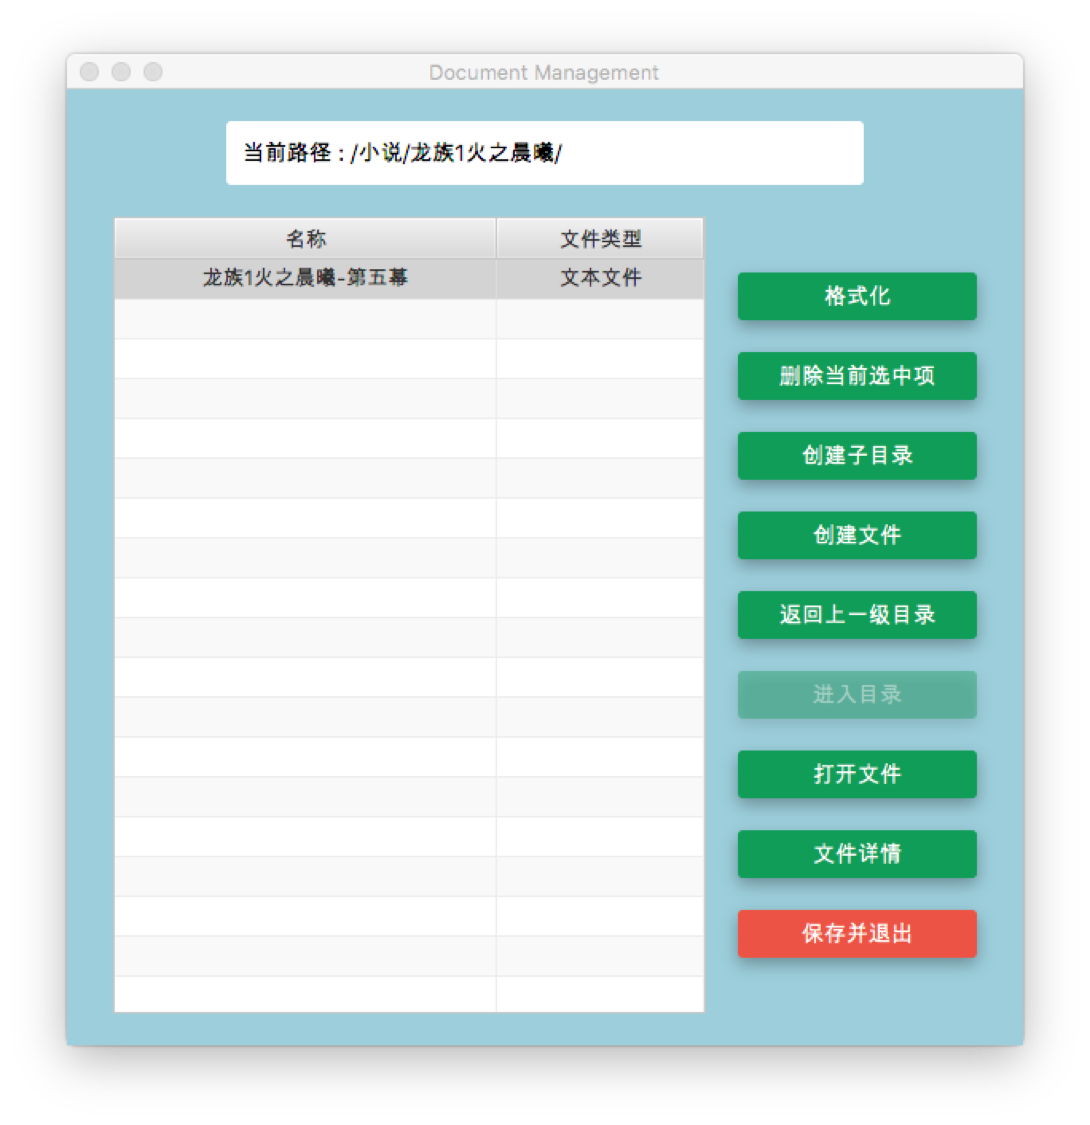 Document Management
当前路径 : /小说/龙族1火之晨曦/
名称 文件类型
龙族1火之晨曦-第五幕 文本文件
格式化
删除当前选中项
创建子目录
创建文件
返回上一级目录
进入目录
打开文件
文件详情
保存并退出